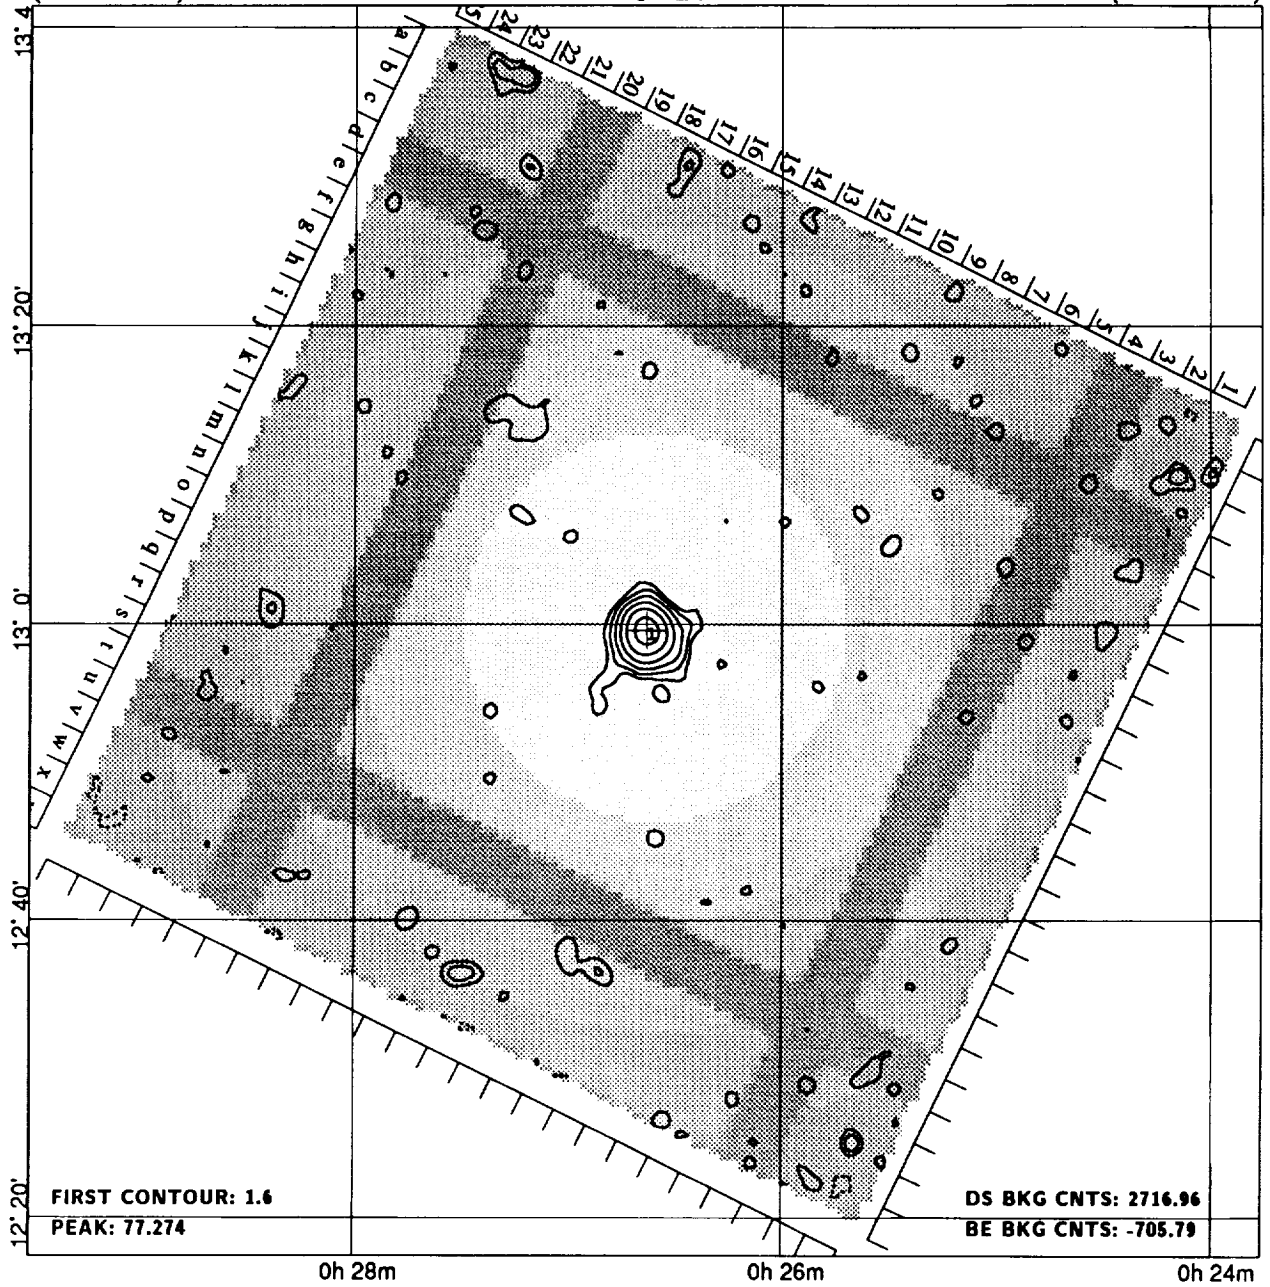 13° 4
25 24 23 22 21 20 19 18 17 16 15 14 13 12 11 10 9 8 7 6 5 4 3 2 1
a b c d e f g h i j k l m n o p q r s t u v w x
13° 20'
13° 0'
12° 40'
12° 20'
FIRST CONTOUR: 1.6
PEAK: 77.274
DS BKG CNTS: 2716.96
BE BKG CNTS: -705.79
0h 28m
0h 26m
0h 24m